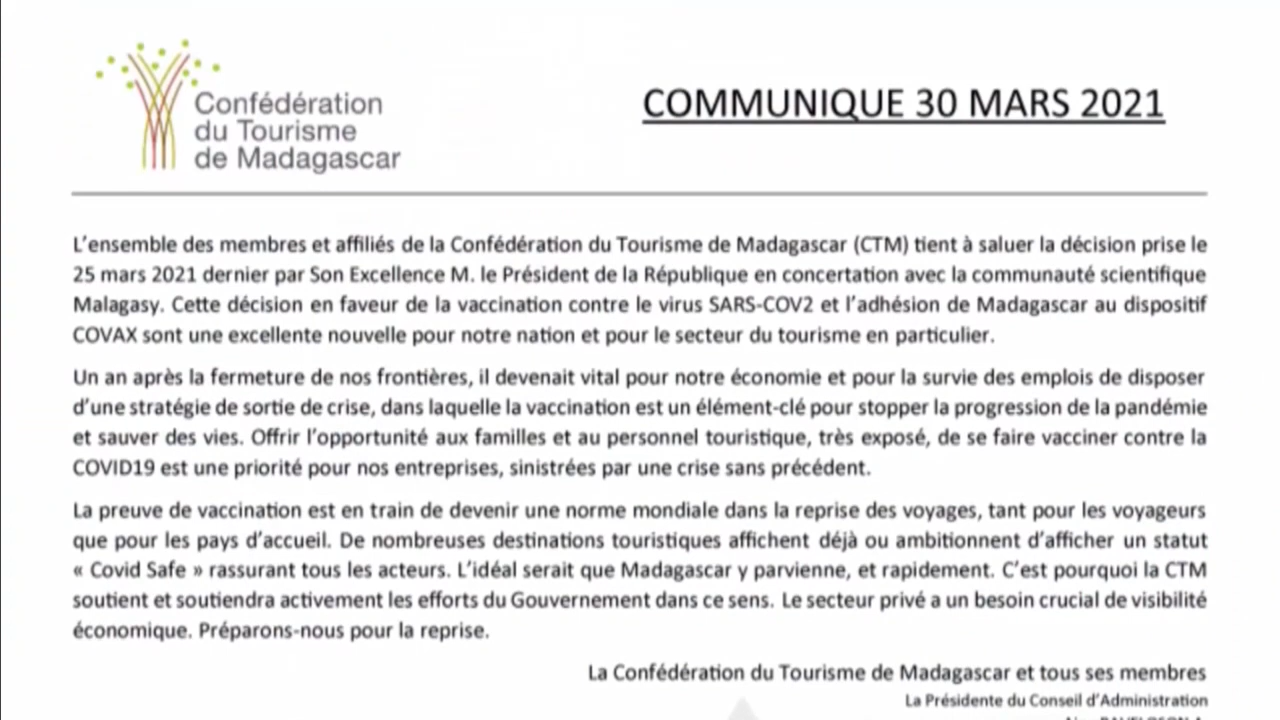 Confédération
du Tourisme
de Madagascar
COMMUNIQUE 30 MARS 2021
L'ensemble des membres et affiliés de la Confédération du Tourisme de Madagascar (CTM) tient à saluer la décision prise le
25 mars 2021 dernier par Son Excellence M. le Président de la République en concertation avec la communauté scientifique
Malagasy. Cette décision en faveur de la vaccination contre le virus SARS-COV2 et l'adhésion de Madagascar au dispositif
COVAX sont une excellente nouvelle pour notre nation et pour le secteur du tourisme en particulier.
Un an après la fermeture de nos frontières, il devenait vital pour notre économie et pour la survie des emplois de disposer
d'une stratégie de sortie de crise, dans laquelle la vaccination est un élément-clé pour stopper la progression de la pandémie
et sauver des vies. Offrir l'opportunité aux familles et au personnel touristique, très exposé, de se faire vacciner contre la
COVID19 est une priorité pour nos entreprises, sinistrées par une crise sans précédent.
La preuve de vaccination est en train de devenir une norme mondiale dans la reprise des voyages, tant pour les voyageurs
que pour les pays d'accueil. De nombreuses destinations touristiques affichent déjà ou ambitionnent d'afficher un statut
« Covid Safe » rassurant tous les acteurs. L'idéal serait que Madagascar y parvienne, et rapidement. C'est pourquoi la CTM
soutient et soutiendra activement les efforts du Gouvernement dans ce sens. Le secteur privé a un besoin crucial de visibilité
économique. Préparons-nous pour la reprise.
La Confédération du Tourisme de Madagascar et tous ses membres
La Présidente du Conseil d'Administration